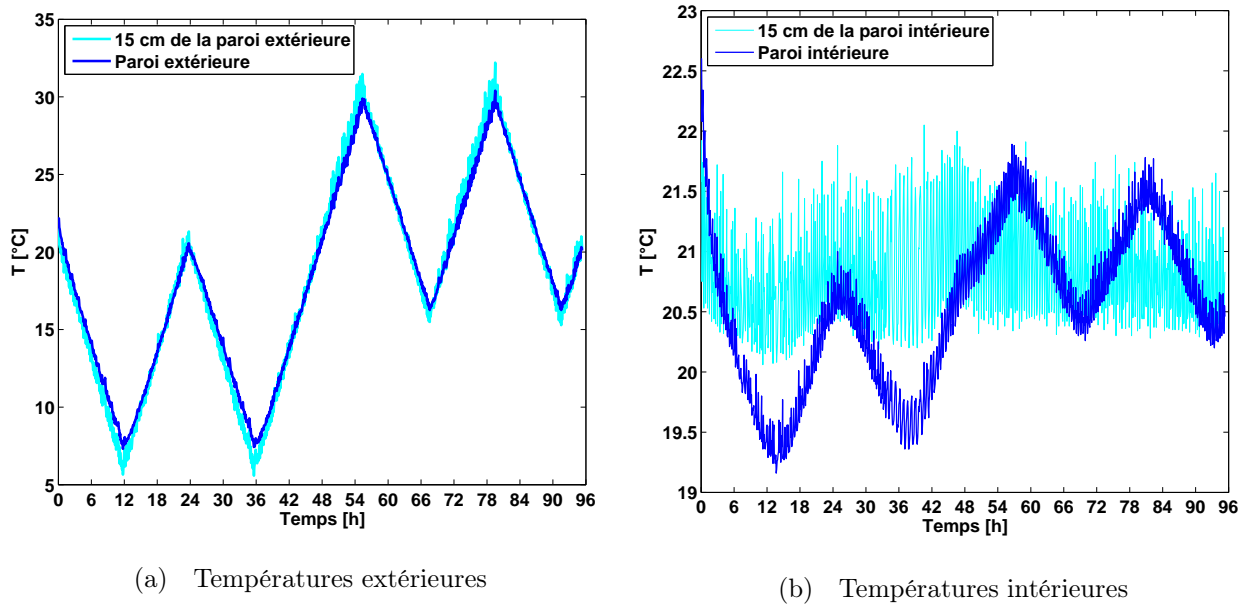 35
30
25
20
15
10
5
T [°C]
15 cm de la paroi extérieure
Paroi extérieure
0 6 12 18 24 30 36 42 48 54 60 66 72 78 84 90 96
Temps [h]
(a) Températures extérieures
23
22.5
22
21.5
21
20.5
20
19.5
19
T [°C]
15 cm de la paroi intérieure
Paroi intérieure
0 6 12 18 24 30 36 42 48 54 60 66 72 78 84 90 96
Temps [h]
(b) Températures intérieures